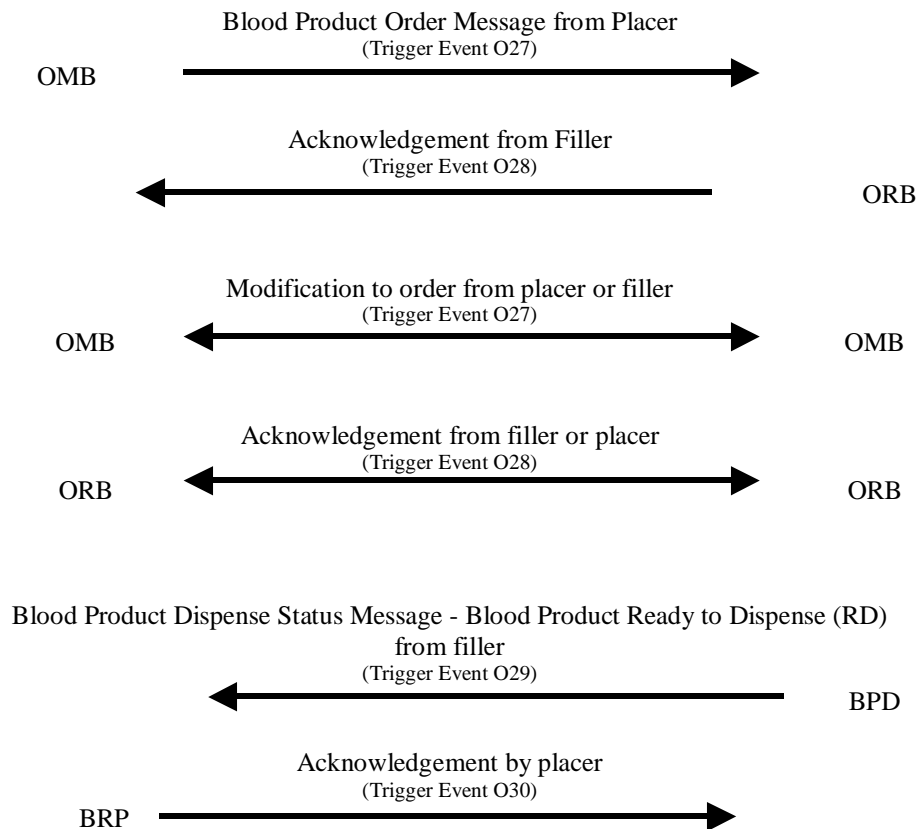 Blood Product Order Message from Placer
(Trigger Event O27)
OMB
Acknowledgement from Filler
(Trigger Event O28)
ORB
Modification to order from placer or filler
(Trigger Event O27)
OMB
OMB
Acknowledgement from filler or placer
(Trigger Event O28)
ORB
ORB
Blood Product Dispense Status Message - Blood Product Ready to Dispense (RD)
from filler
(Trigger Event O29)
BPD
Acknowledgement by placer
(Trigger Event O30)
BRP